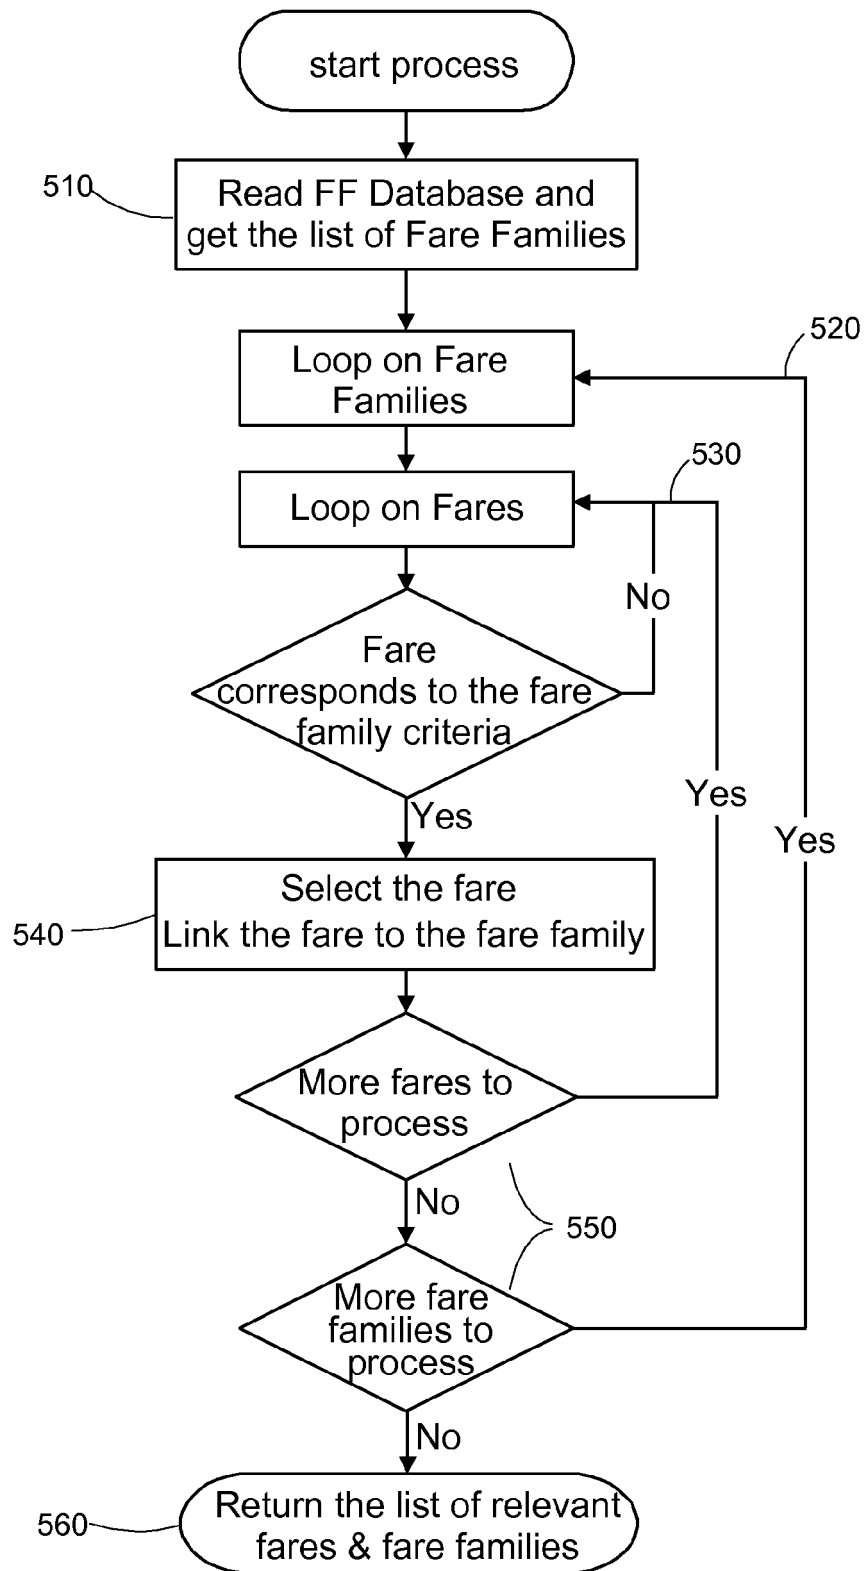 start process
510
Read FF Database and
get the list of Fare Families
520
Loop on Fare
Families
530
Loop on Fares
No
Fare
corresponds to the fare
family criteria
Yes
Yes
Yes
540
Select the fare
Link the fare to the fare family
More fares to
process
No
550
More fare
families to
process
No
560
Return the list of relevant
fares & fare families